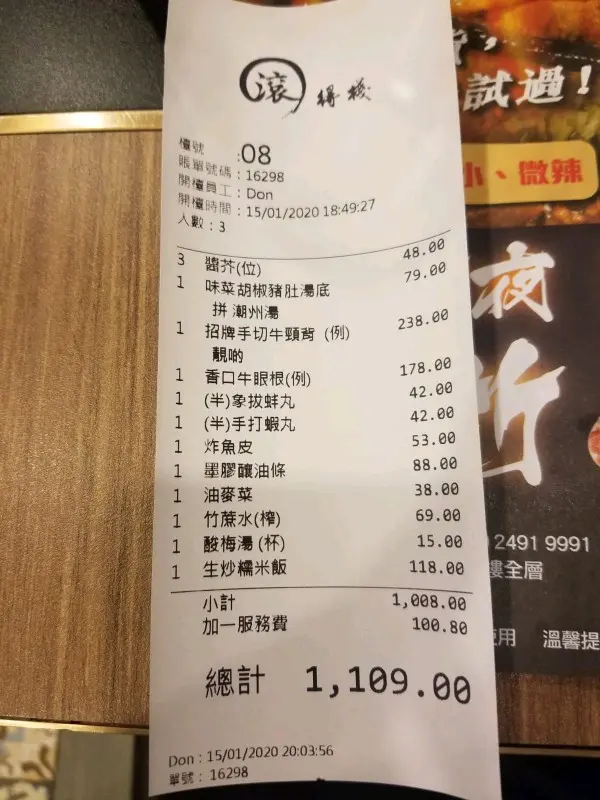 滾 得棧
檯號 :08
賬單號碼：16298
開檯員工：Don
開檯時間：15/01/2020 18:49:27
人數：3
3 醬芥(位) 48.00
1 味菜胡椒豬肚湯底 79.00
拼 潮州湯
1 招牌手切牛頸背 (例) 238.00
靚啲
1 香口牛眼根(例) 178.00
1 (半)象拔蚌丸 42.00
1 (半)手打蝦丸 42.00
1 炸魚皮 53.00
1 墨膠釀油條 88.00
1 油麥菜 38.00
1 竹蔗水(榨) 69.00
1 酸梅湯(杯) 15.00
1 生炒糯米飯 118.00
小計 1,008.00
加一服務費 100.80
總計 1,109.00
Don：15/01/2020 20:03:56
單號：16298
試過！
小、微辣
夜
2491 9991
樓全層
使用 溫馨提